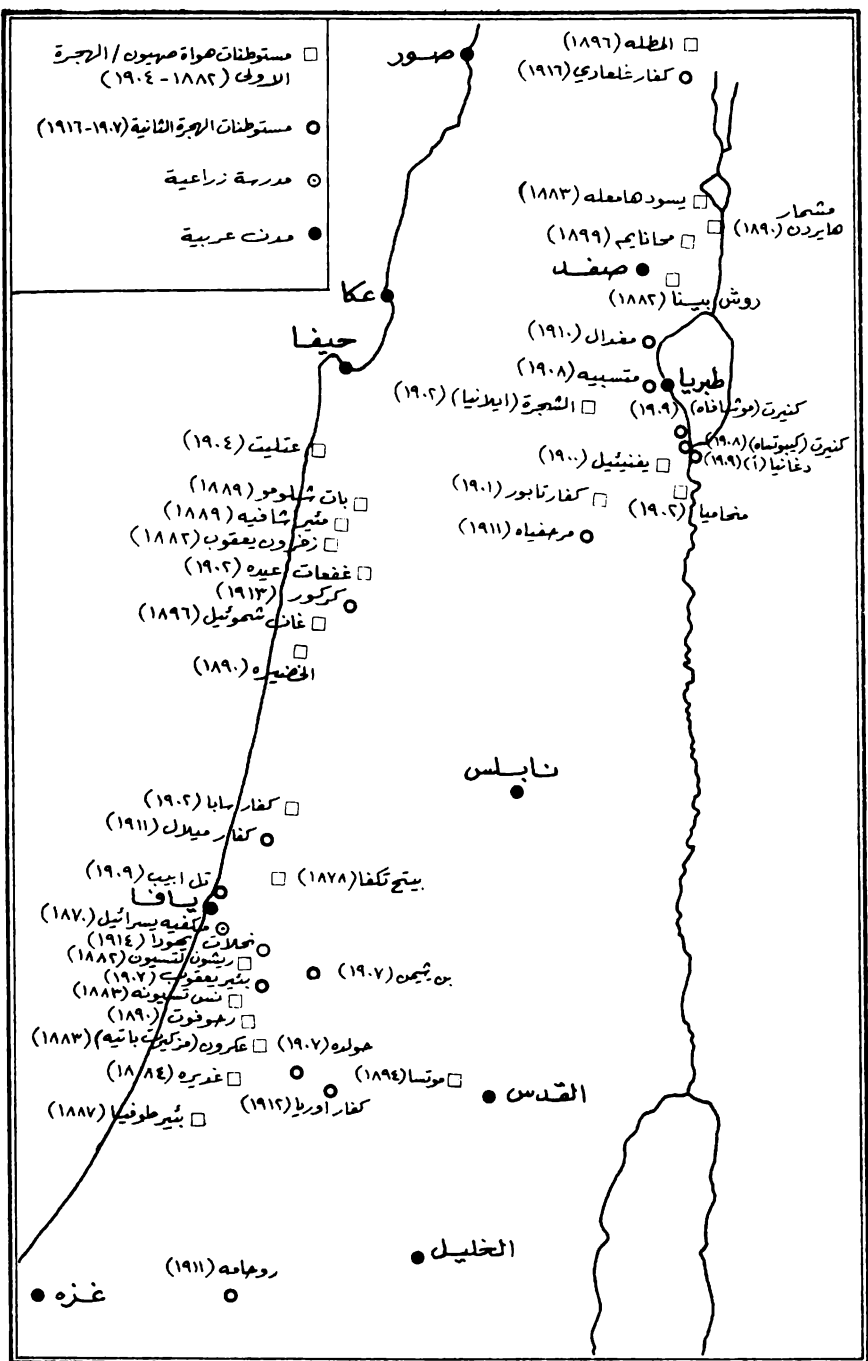 مستوطنات هواة صهيون / الهجرة
الاولى (١٨٨٢ - ١٩٠٤)
مستوطنات الهجرة الثانية (١٩٠٧-١٩١٦)
مدرسة زراعية
مدن عربية
صور
المطله (١٨٩٦)
كفار غلعادي (١٩١٦)
يسود هامعله (١٨٨٣)
مشمار
هايردن (١٨٩٠)
محانايم (١٨٩٩)
صفد
روش بيسنا (١٨٨٢)
عكا
حيفا
مغدال (١٩١٠)
متسبيه (١٩٠٨)
طبريا
الشجرة (ايلانيا) (١٩٠٢)
كنيرت (موشافاه) (١٩٠٩)
كنيرت (كيبوتساه) (١٩٠٨)
دغانيا (أ) (١٩٠٩)
عتليت (١٩٠٤)
يفنيئيل (١٩٠٠)
كفار تابور (١٩٠١)
منحاميا (١٩٠٢)
مرحفياه (١٩١١)
بات شلومو (١٨٨٩)
مئير شافيه (١٨٨٩)
زخرون يعقوب (١٨٨٢)
غفعات عيده (١٩٠٢)
كركور (١٩١٣)
غان شموئيل (١٨٩٦)
الخضيره (١٨٩٠)
نابلس
كفار سابا (١٩٠٢)
كفار ميلال (١٩١١)
تل ابيب (١٩٠٩)
بيتح تكفا (١٨٧٨)
يافا
مكفيه يسرائيل (١٨٧٠)
نحلات يهودا (١٩١٤)
ريشون لتسيون (١٨٨٢)
بئير يعقوب (١٩٠٧)
بن شيمن (١٩٠٧)
نس تسيونه (١٨٨٣)
رحوفوت (١٨٩٠)
عكرون (مزكيرت باتيه) (١٨٨٣)
حولده (١٩٠٧)
غديره (١٨٨٤)
موتسا (١٨٩٤)
القدس
كفار اوريا (١٩١٢)
بئير طوفيا (١٨٨٧)
الخليل
روحامه (١٩١١)
غزه